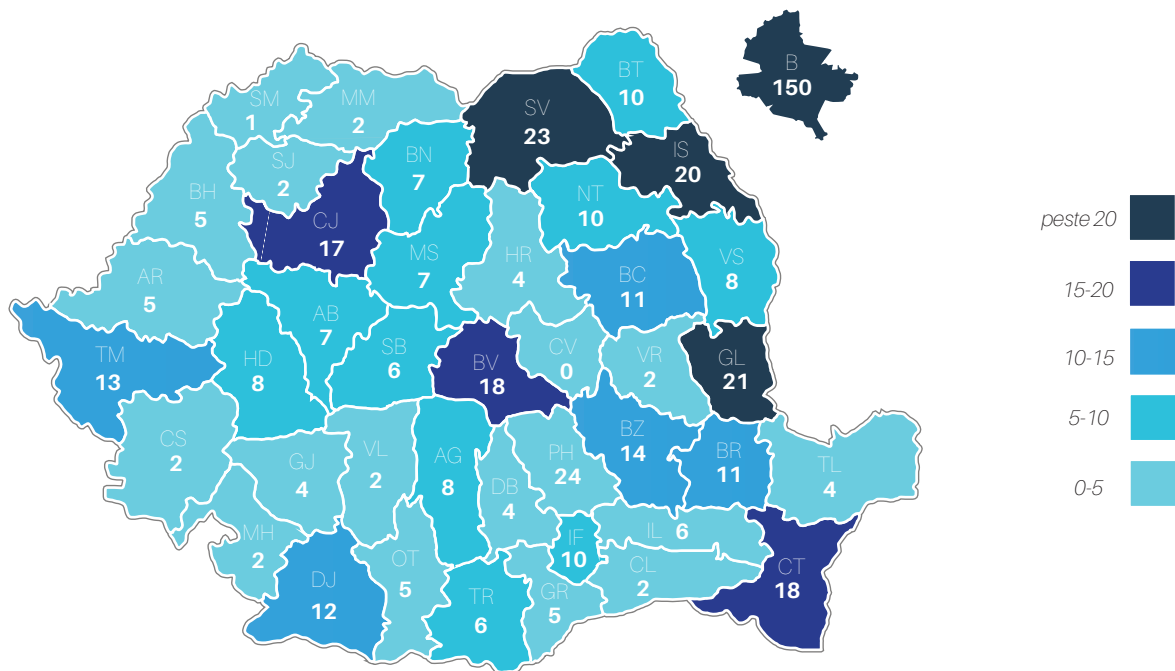 B
150
BT
10
SV
23
SM
1
MM
2
IS
20
BN
7
SJ
2
BH
5
NT
10
CJ
17
MS
7
HR
4
BC
11
VS
8
AR
5
AB
7
TM
13
HD
8
SB
6
BV
18
CV
0
VR
2
GL
21
CS
2
GJ
4
VL
2
AG
8
PH
24
DB
4
BZ
14
BR
11
TL
4
MH
2
IL 6
IF
10
DJ
12
OT
5
TR
6
GR
5
CL
2
CT
18
peste 20
15-20
10-15
5-10
0-5